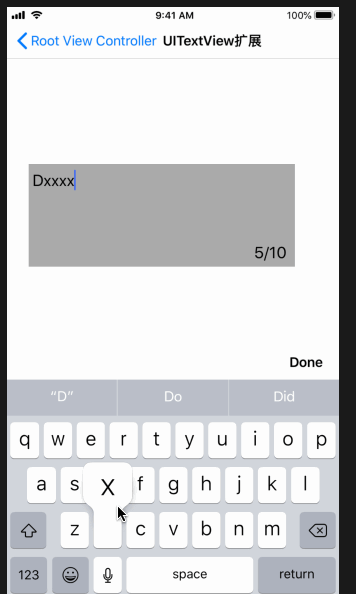 9:41 AM 100%
Root View Controller UITextView扩展
Dxxxx
5/10
Done
“D” Do Did
q w e r t y u i o p
a s X f g h j k l
z c v b n m
123 space return